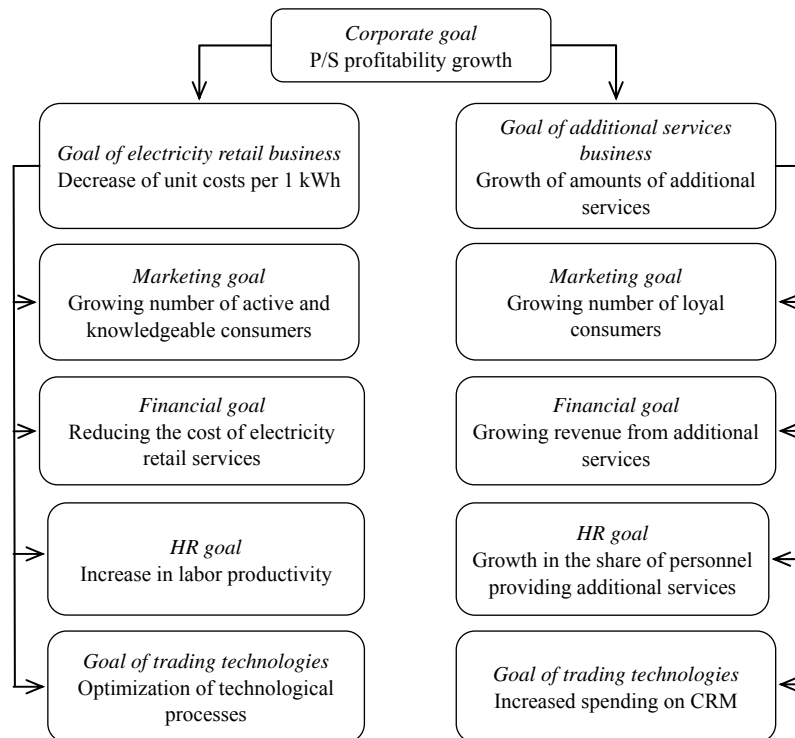 Corporate goal
P/S profitability growth
Goal of electricity retail business
Decrease of unit costs per 1 kWh
Goal of additional services
business
Growth of amounts of additional
services
Marketing goal
Growing number of active and
knowledgeable consumers
Marketing goal
Growing number of loyal
consumers
Financial goal
Reducing the cost of electricity
retail services
Financial goal
Growing revenue from additional
services
HR goal
Increase in labor productivity
HR goal
Growth in the share of personnel
providing additional services
Goal of trading technologies
Optimization of technological
processes
Goal of trading technologies
Increased spending on CRM